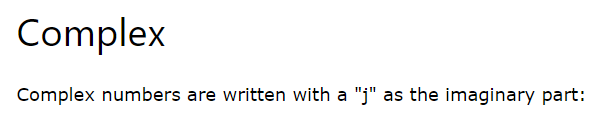 Complex
Complex numbers are written with a "j" as the imaginary part: